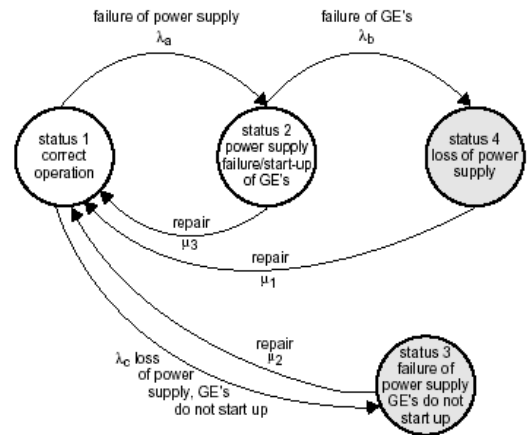 failure of power supply
λa
failure of GE's
λb
status 1
correct
operation
status 2
power supply
failure/start-up
of GE's
status 4
loss of power
supply
repair
μ3
repair
μ1
repair
μ2
λc loss
of power
supply, GE's
do not start up
status 3
failure of
power supply
GE's do not
start up